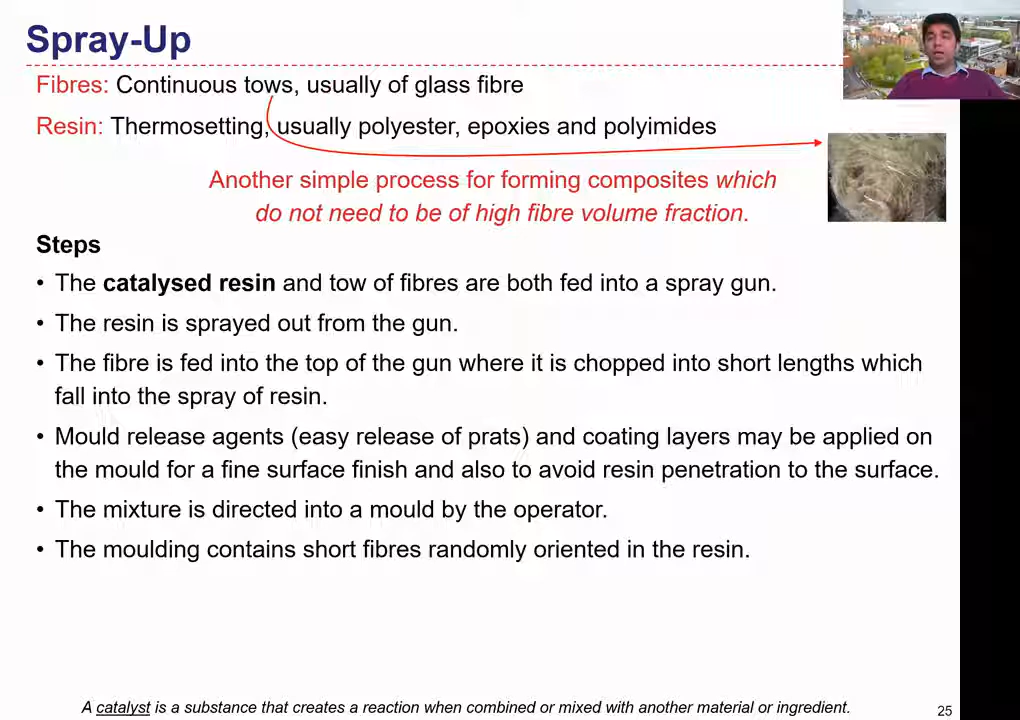 Spray-Up
Fibres: Continuous tows, usually of glass fibre
Resin: Thermosetting, usually polyester, epoxies and polyimides
Another simple process for forming composites which
do not need to be of high fibre volume fraction.
Steps
• The catalysed resin and tow of fibres are both fed into a spray gun.
• The resin is sprayed out from the gun.
• The fibre is fed into the top of the gun where it is chopped into short lengths which
fall into the spray of resin.
• Mould release agents (easy release of prats) and coating layers may be applied on
the mould for a fine surface finish and also to avoid resin penetration to the surface.
• The mixture is directed into a mould by the operator.
• The moulding contains short fibres randomly oriented in the resin.
A catalyst is a substance that creates a reaction when combined or mixed with another material or ingredient.
25